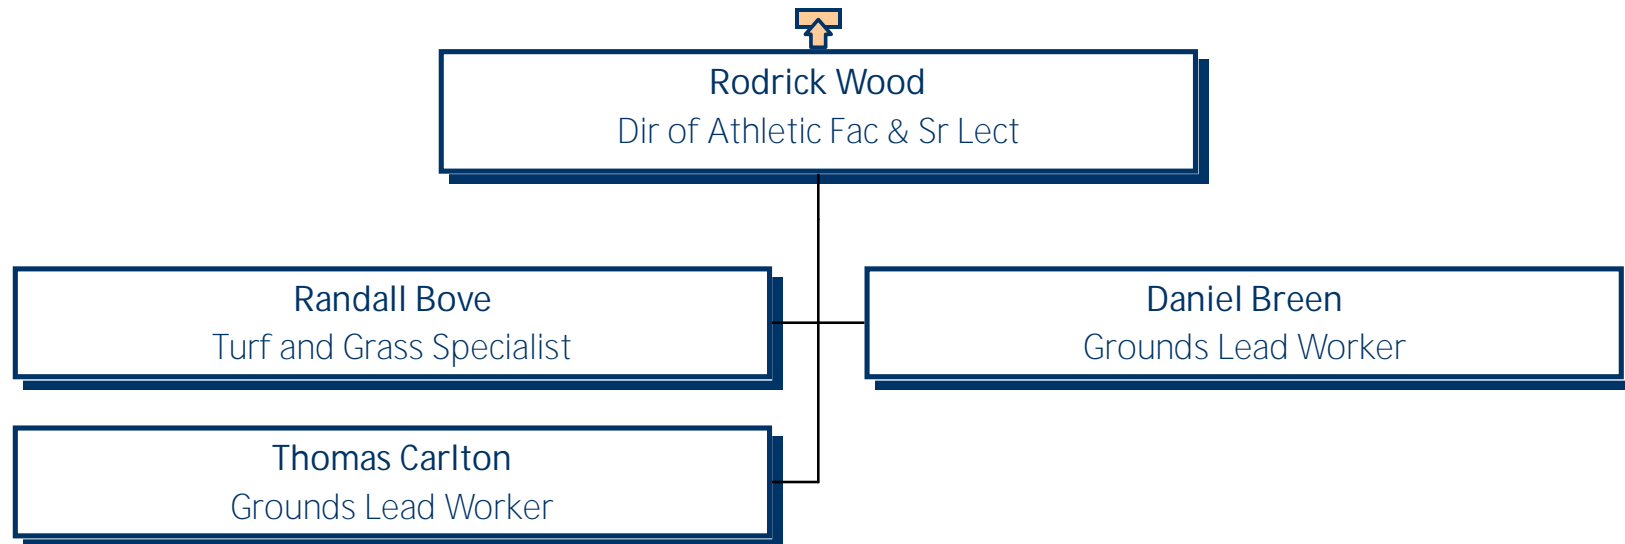 Rodrick Wood
Dir of Athletic Fac & Sr Lect
Randall Bove
Turf and Grass Specialist
Daniel Breen
Grounds Lead Worker
Thomas Carlton
Grounds Lead Worker